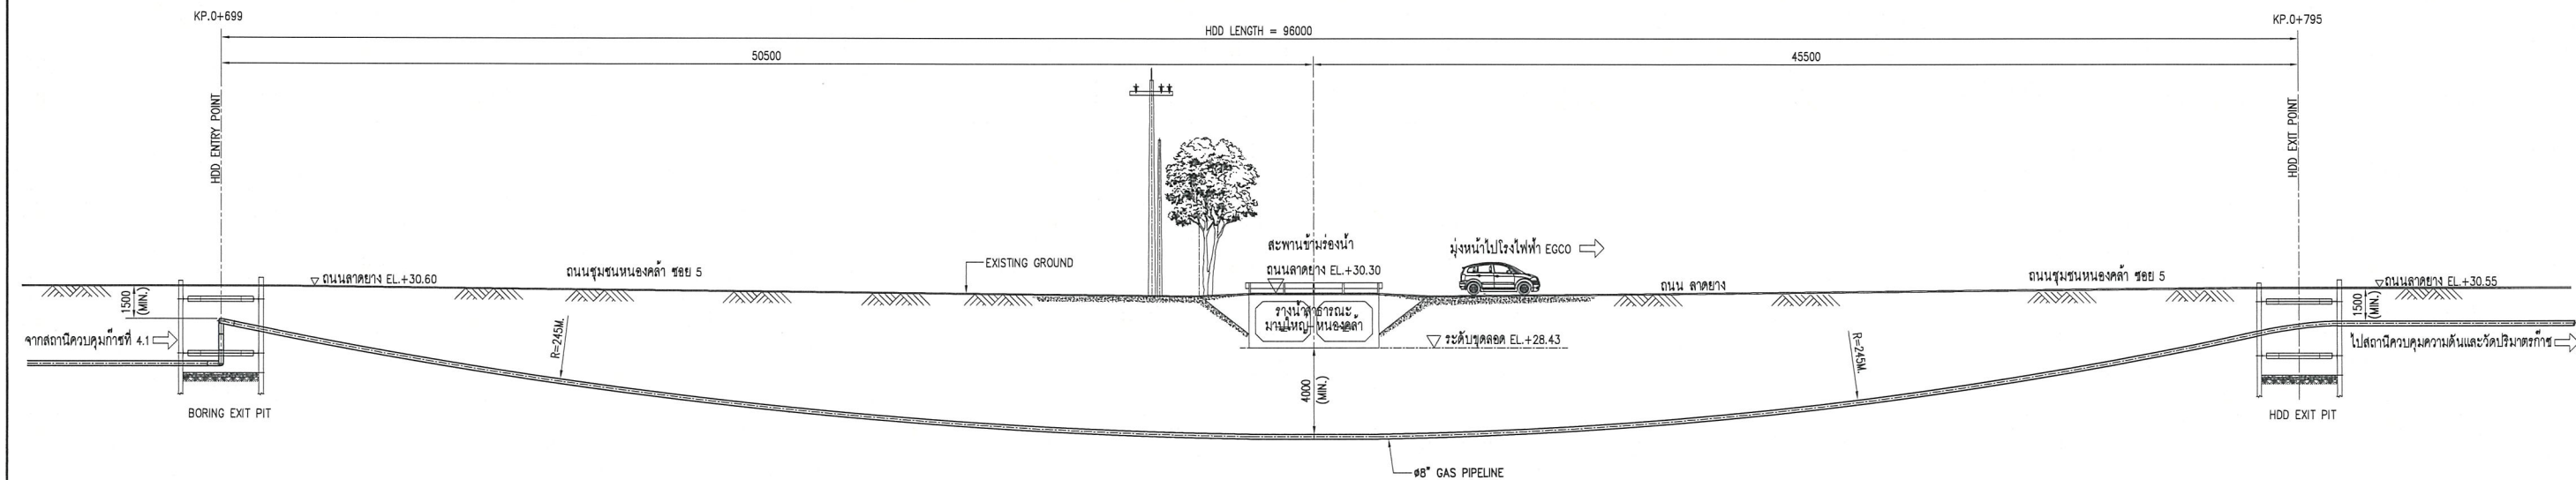 KP.0+699
KP.0+795
HDD LENGTH = 96000
50500
45500
HDD ENTRY POINT
HDD EXIT POINT
สะพานข้ามร่องน้ำ
มุ่งหน้าไปโรงไฟฟ้า EGCO
ถนนลาดยาง EL.+30.60
ถนนชุมชนหนองคล้า ซอย 5
EXISTING GROUND
ถนนลาดยาง EL.+30.30
ถนน ลาดยาง
ถนนชุมชนหนองคล้า ซอย 5
ถนนลาดยาง EL.+30.55
1500
(MIN.)
1500
(MIN.)
รางน้ำสาธารณะ
มาบใหญ่-หนองคล้า
จากสถานีควบคุมก๊าซที่ 4.1
R=245M.
ระดับขุดลอด EL.+28.43
R=245M.
ไปสถานีควบคุมความดันและวัดปริมาตรก๊าซ
4000
(MIN.)
BORING EXIT PIT
HDD EXIT PIT
ø8" GAS PIPELINE